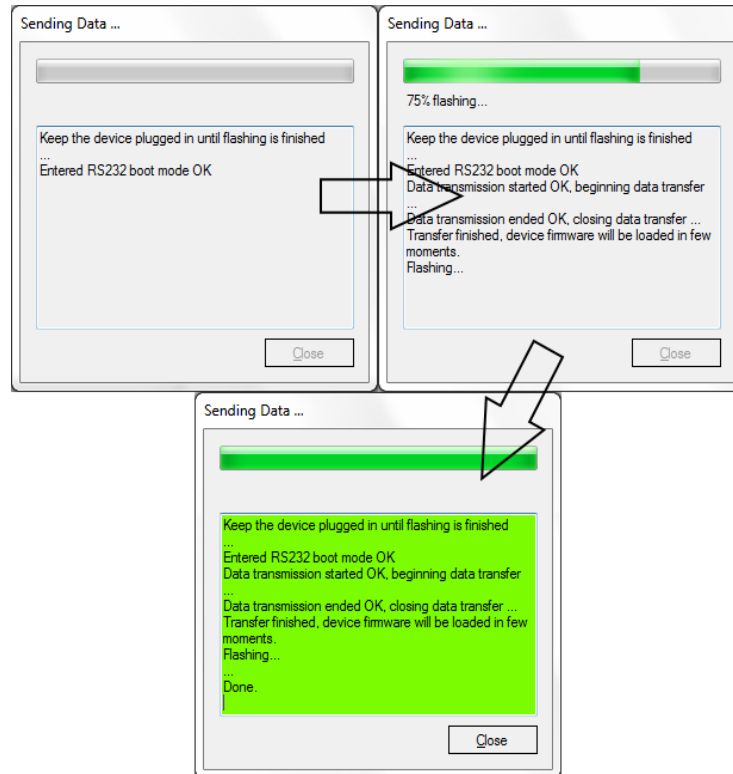 Sending Data ...
Keep the device plugged in until flashing is finished
...
Entered RS232 boot mode OK
Close
Sending Data ...
75% flashing...
Keep the device plugged in until flashing is finished
...
Entered RS232 boot mode OK
Data transmission started OK, beginning data transfer
...
Data transmission ended OK, closing data transfer ...
Transfer finished, device firmware will be loaded in few
moments.
Flashing...
Close
Sending Data ...
Keep the device plugged in until flashing is finished
...
Entered RS232 boot mode OK
Data transmission started OK, beginning data transfer
...
Data transmission ended OK, closing data transfer ...
Transfer finished, device firmware will be loaded in few
moments.
Flashing...
...
Done.
Close